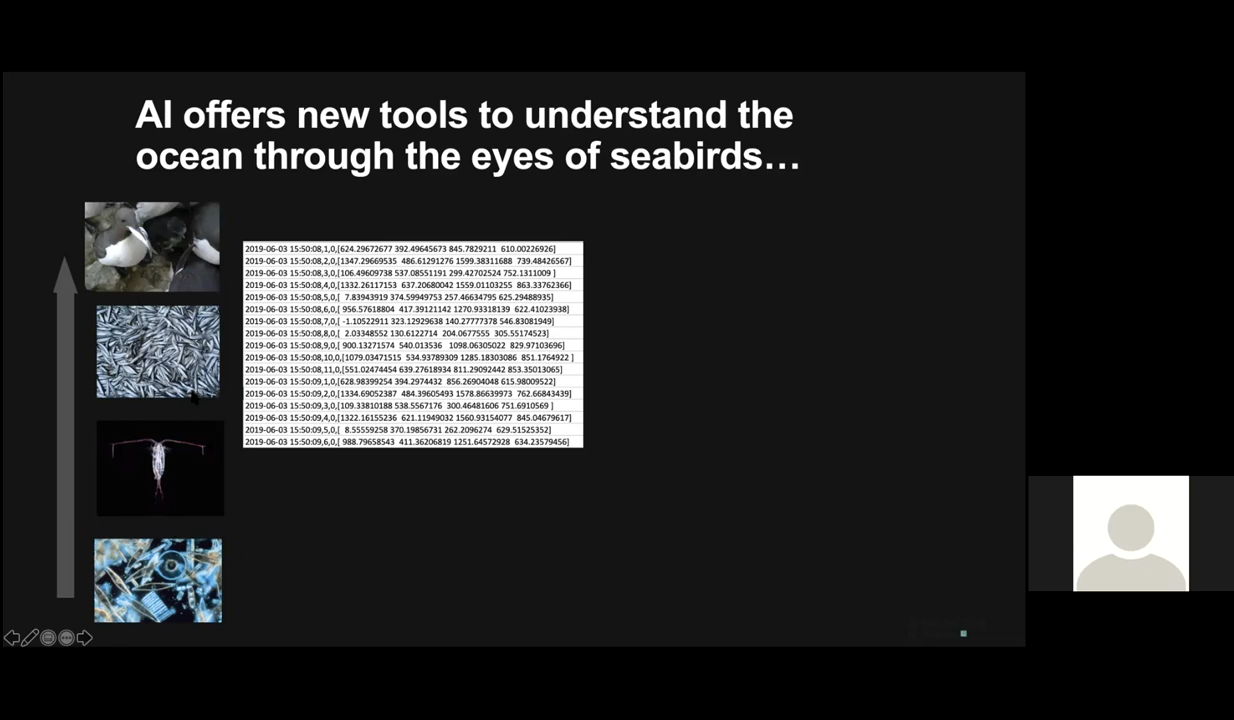 AI offers new tools to understand the
ocean through the eyes of seabirds…
2019-06-03 15:50:08,1,0,[624.29672677 392.49645673 845.7829211  610.00226926]
2019-06-03 15:50:08,2,0,[1347.29669535  486.61291276 1599.38311688  739.48426567]
2019-06-03 15:50:08,3,0,[106.49609738 537.08551191 299.42702524 752.1311009 ]
2019-06-03 15:50:08,4,0,[1332.26117153  637.20680042 1559.01103255  863.33762366]
2019-06-03 15:50:08,5,0,[  7.83943919 374.59949753 257.46634795 625.29488935]
2019-06-03 15:50:08,6,0,[ 956.57618804  417.39121142 1270.93318139  622.41023938]
2019-06-03 15:50:08,7,0,[ -1.10522911 323.12929638 140.27777378 546.83081949]
2019-06-03 15:50:08,8,0,[  2.03348552 130.6122714  204.0677555  305.55174523]
2019-06-03 15:50:08,9,0,[ 900.13271574  540.013536   1098.06305022  829.97103696]
2019-06-03 15:50:08,10,0,[1079.03471515  534.93789309 1285.18303086  851.1764922 ]
2019-06-03 15:50:08,11,0,[551.02474454 639.27618934 811.29092442 853.35013065]
2019-06-03 15:50:09,1,0,[628.98399254 394.2974432  856.26904048 615.98009522]
2019-06-03 15:50:09,2,0,[1334.69052387  484.39605493 1578.86639973  762.66843439]
2019-06-03 15:50:09,3,0,[109.33810188 538.5567176  300.46481606 751.6910569 ]
2019-06-03 15:50:09,4,0,[1322.16155236  621.11949032 1560.93154077  845.04679617]
2019-06-03 15:50:09,5,0,[  8.55559258 370.19856731 262.2096274  629.51525352]
2019-06-03 15:50:09,6,0,[ 988.79658543  411.36206819 1251.64572928  634.23579456]